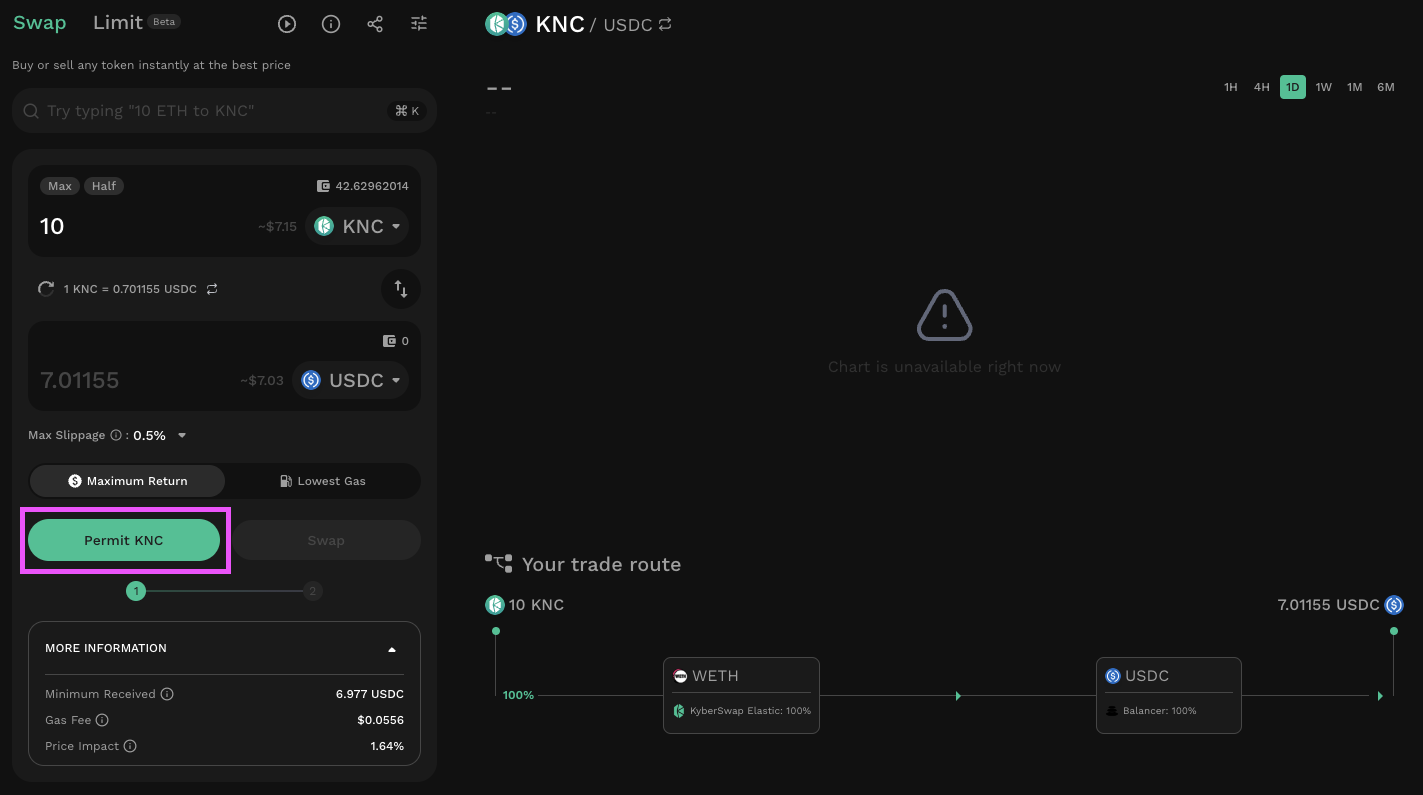 Swap Limit Beta
Buy or sell any token instantly at the best price
Try typing "10 ETH to KNC" ⌘ K
Max Half 42.62962014
10 ~$7.15 KNC
1 KNC = 0.701155 USDC
0
7.01155 ~$7.03 USDC
Max Slippage : 0.5%
Maximum Return Lowest Gas
Permit KNC Swap
1 2
MORE INFORMATION
Minimum Received 6.977 USDC
Gas Fee $0.0556
Price Impact 1.64%
KNC / USDC
--
--
1H 4H 1D 1W 1M 6M
Chart is unavailable right now
Your trade route
10 KNC 7.01155 USDC
100%
WETH
KyberSwap Elastic: 100%
USDC
Balancer: 100%